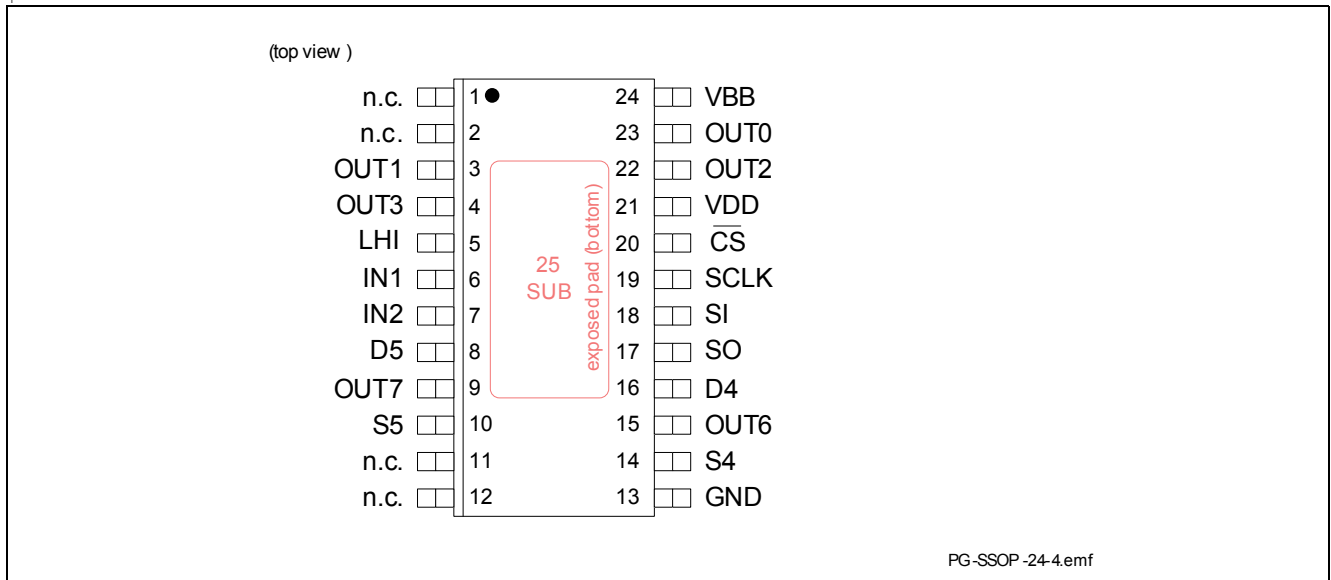 (top view )
n.c. 1 24 VBB
n.c. 2 23 OUT0
OUT1 3 22 OUT2
OUT3 4 21 VDD
LHI 5 20 C̅S̅
IN1 6 19 SCLK
IN2 7 18 SI
D5 8 17 SO
OUT7 9 16 D4
S5 10 15 OUT6
n.c. 11 14 S4
n.c. 12 13 GND
25
SUB
exposed pad (bottom)
PG-SSOP -24-4.emf